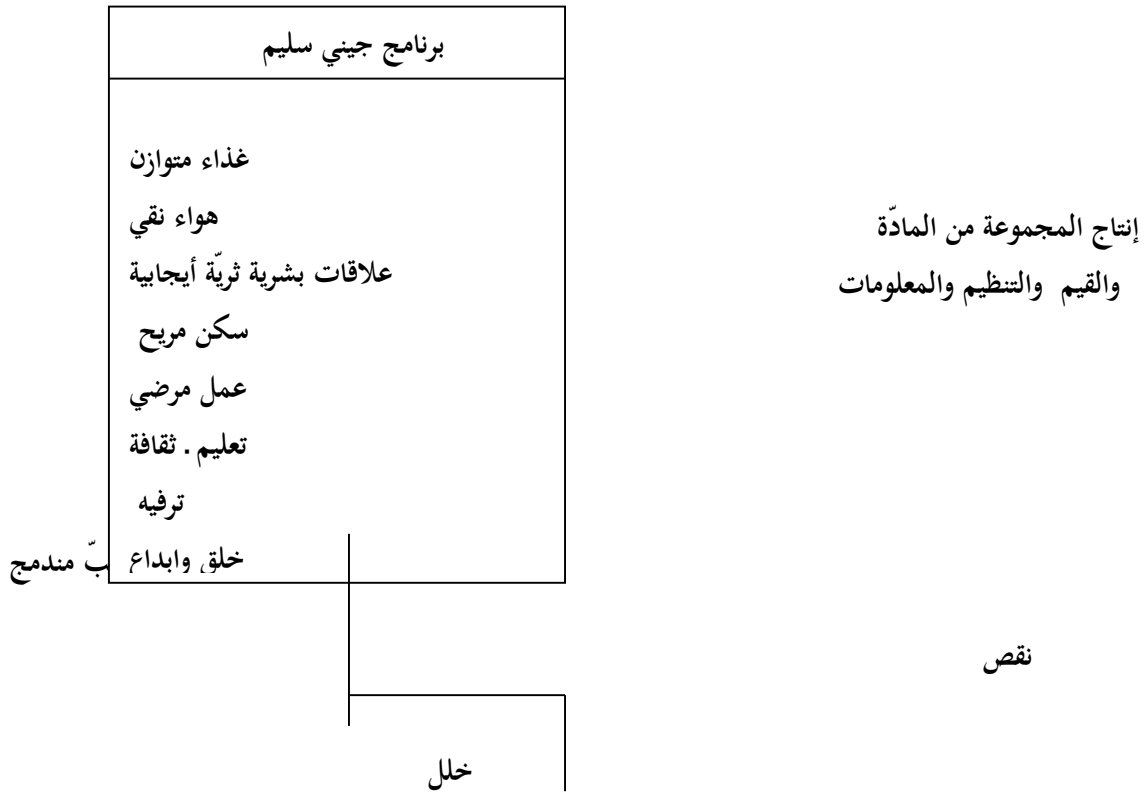 برنامج جيني سليم
غذاء متوازن
هواء نقي
علاقات بشرية ثريّة أيجابية
سكن مريح
عمل مرضي
تعليم . ثقافة
ترفيه
خلق وابداع
إنتاج المجموعة من المادّة
والقيم والتنظيم والمعلومات
مندمج
نقص
خلل